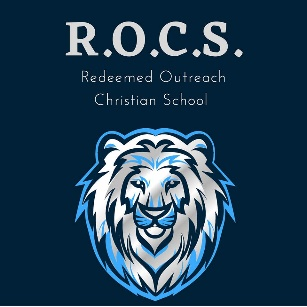 R.O.C.S.
Redeemed Outreach
Christian School